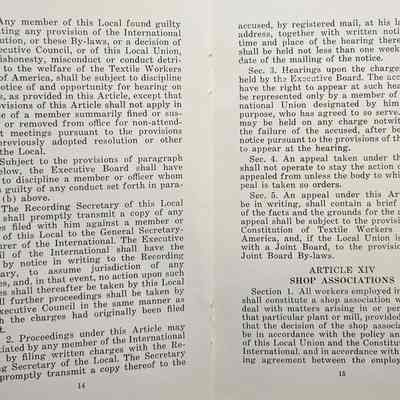 Any member of this Local found guilty
ating any provision of the International
ution, or these By-laws, or a decision of
xecutive Council, or of this Local Union,
ishonesty, misconduct or conduct detri-
to the welfare of the Textile Workers
of America, shall be subject to discipline
notice of and opportunity for hearing on
s, as provided in this Article, except that
ovisions of this Article shall not apply in
e of a member summarily fined or sus-
or removed from office for non-attend-
t meetings pursuant to the provisions
previously adopted resolution or other
the Local.
Subject to the provisions of paragraph
elow, the Executive Board shall have
to discipline a member or officer whom
guilty of any conduct set forth in para-
(b) above.
The Recording Secretary of this Local
shall promptly transmit a copy of any
es filed with him against a member or
of this Local to the General Secretary-
rer of the International. The Executive
il of the International shall have the
by notice in writing to the Recording
tary, to assume jurisdiction of any
es, and, in that event, no action upon such
es shall thereafter be taken by this Local
ll further proceedings shall be taken by
xecutive Council in the same manner as
h the charges had originally been filed
t.
2. Proceedings under this Article may
tiated by any member of the International
by filing written charges with the Re-
ng Secretary of the Local. The Secretary
promptly transmit a copy thereof to the
14
accused, by registered mail, at his la
address, together with written notic
time and place of the hearing there
shall be held not less than one week
date of the mailing of the notice.
Sec. 3. Hearings upon the charges
held by the Executive Board. The acc
have the right to appear at such hea
be represented only by a member of
national Union designated by him
purpose, who has agreed to so serve.
may be held on any charge notwith
the failure of the accused, after be
notice pursuant to the provisions of th
to appear at the hearing.
Sec. 4. An appeal taken under th
shall not operate to stay the action o
appealed from unless the body to whi
peal is taken so orders.
Sec. 5. An appeal under this Art
be in writing, shall contain a brief
of the facts and the grounds for the a
appeal shall be subject to the provisi
Constitution of Textile Workers
America, and, if the Local Union is
with a Joint Board, to the provision
Joint Board By-laws.
ARTICLE XIV
SHOP ASSOCIATIONS
Section 1. All workers employed in
shall constitute a shop association w
deal with matters arising in or per
that particular plant or mill, provided
that the decision of the shop associa
be in accordance with the policy an
of this Local Union and the Constitu
International, and in accordance with
ing agreement between the employ
15